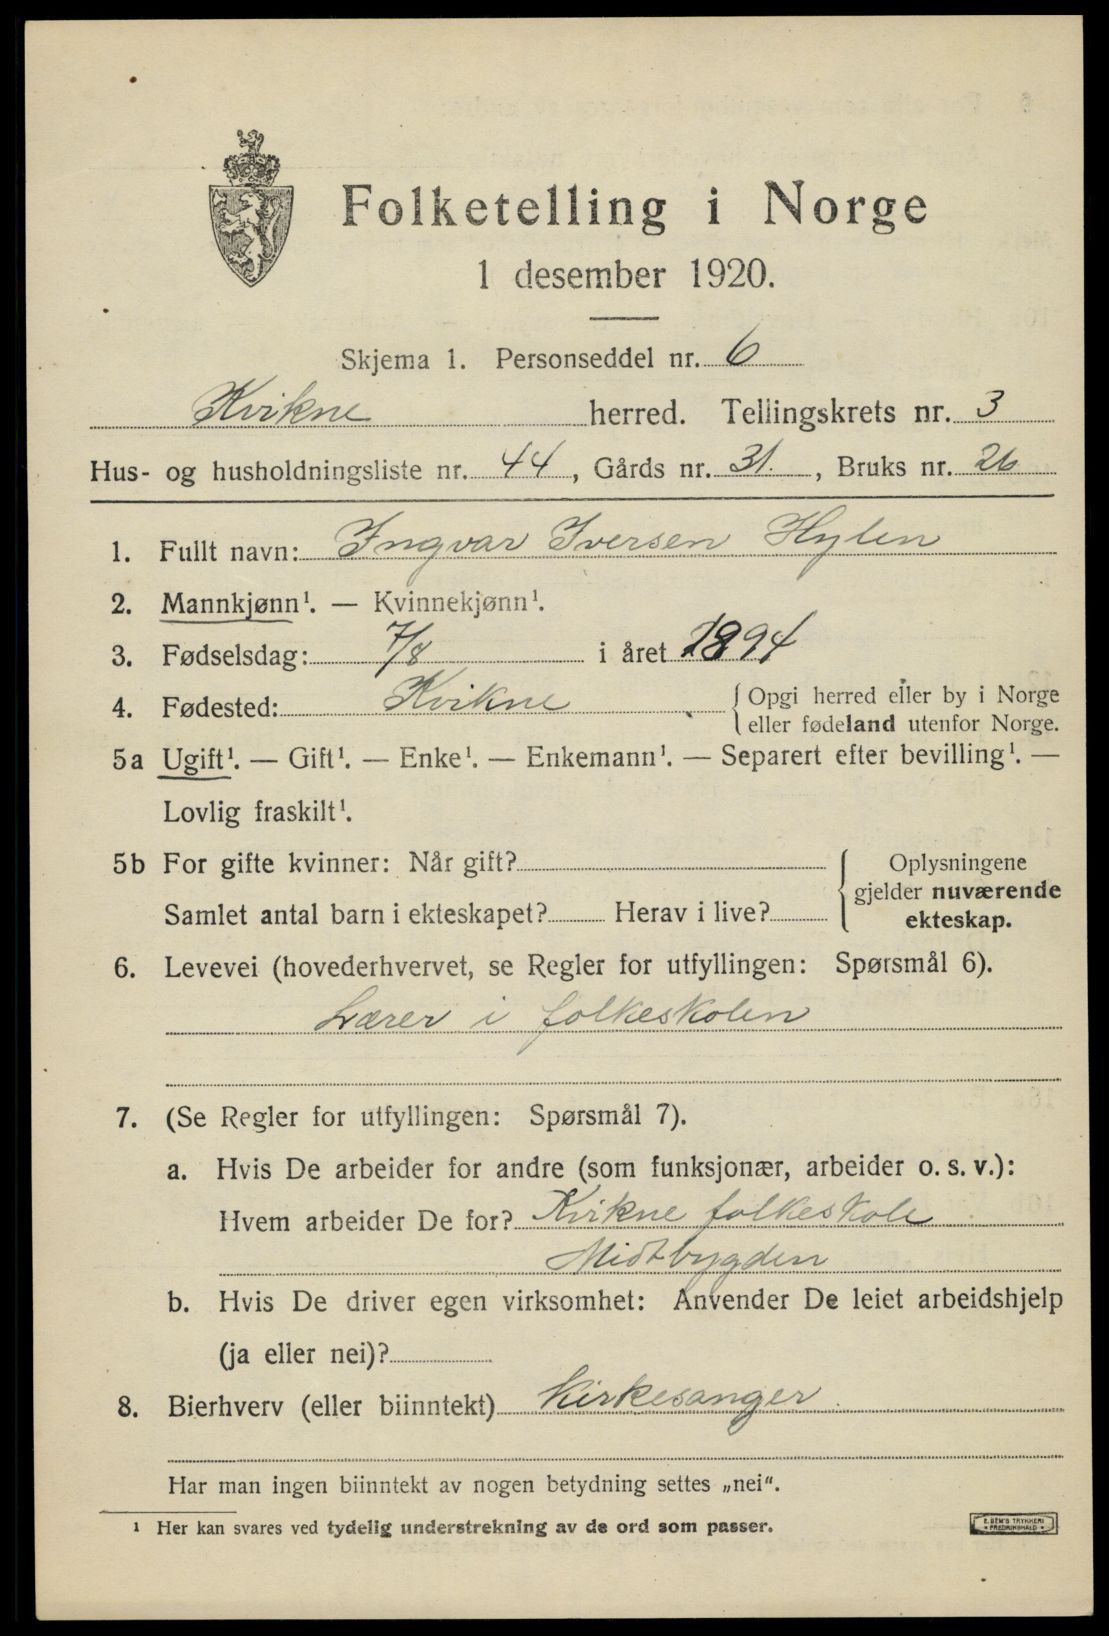 Folketelling i Norge
1 desember 1920.
Skjema 1. Personseddel nr. 6
Kvikne herred. Tellingskrets nr. 3
Hus- og husholdningsliste nr. 44, Gårds nr. 31., Bruks nr. 26
1. Fullt navn: Ingvar Iversen Hylen
2. Mannkjønn¹. — Kvinnekjønn¹.
3. Fødselsdag: 7/8 i året 1894
4. Fødested: Kvikne { Opgi herred eller by i Norge
eller fødeland utenfor Norge.
5a Ugift¹. — Gift¹. — Enke¹. — Enkemann¹. — Separert efter bevilling¹. —
Lovlig fraskilt¹.
5b For gifte kvinner: Når gift? { Oplysningene
gjelder nuværende
Samlet antal barn i ekteskapet? Herav i live? ekteskap.
6. Levevei (hovederhvervet, se Regler for utfyllingen: Spørsmål 6).
Lærer i folkeskolen
7. (Se Regler for utfyllingen: Spørsmål 7).
a. Hvis De arbeider for andre (som funksjonær, arbeider o. s. v.):
Hvem arbeider De for? Kvikne folkeskole
Midtbygden
b. Hvis De driver egen virksomhet: Anvender De leiet arbeidshjelp
(ja eller nei)?
8. Bierhverv (eller biinntekt) Kirkesanger
Har man ingen biinntekt av nogen betydning settes „nei“.
¹ Her kan svares ved tydelig understrekning av de ord som passer.
E. SEM'S TRYKKERI
FREDRIKSHALD